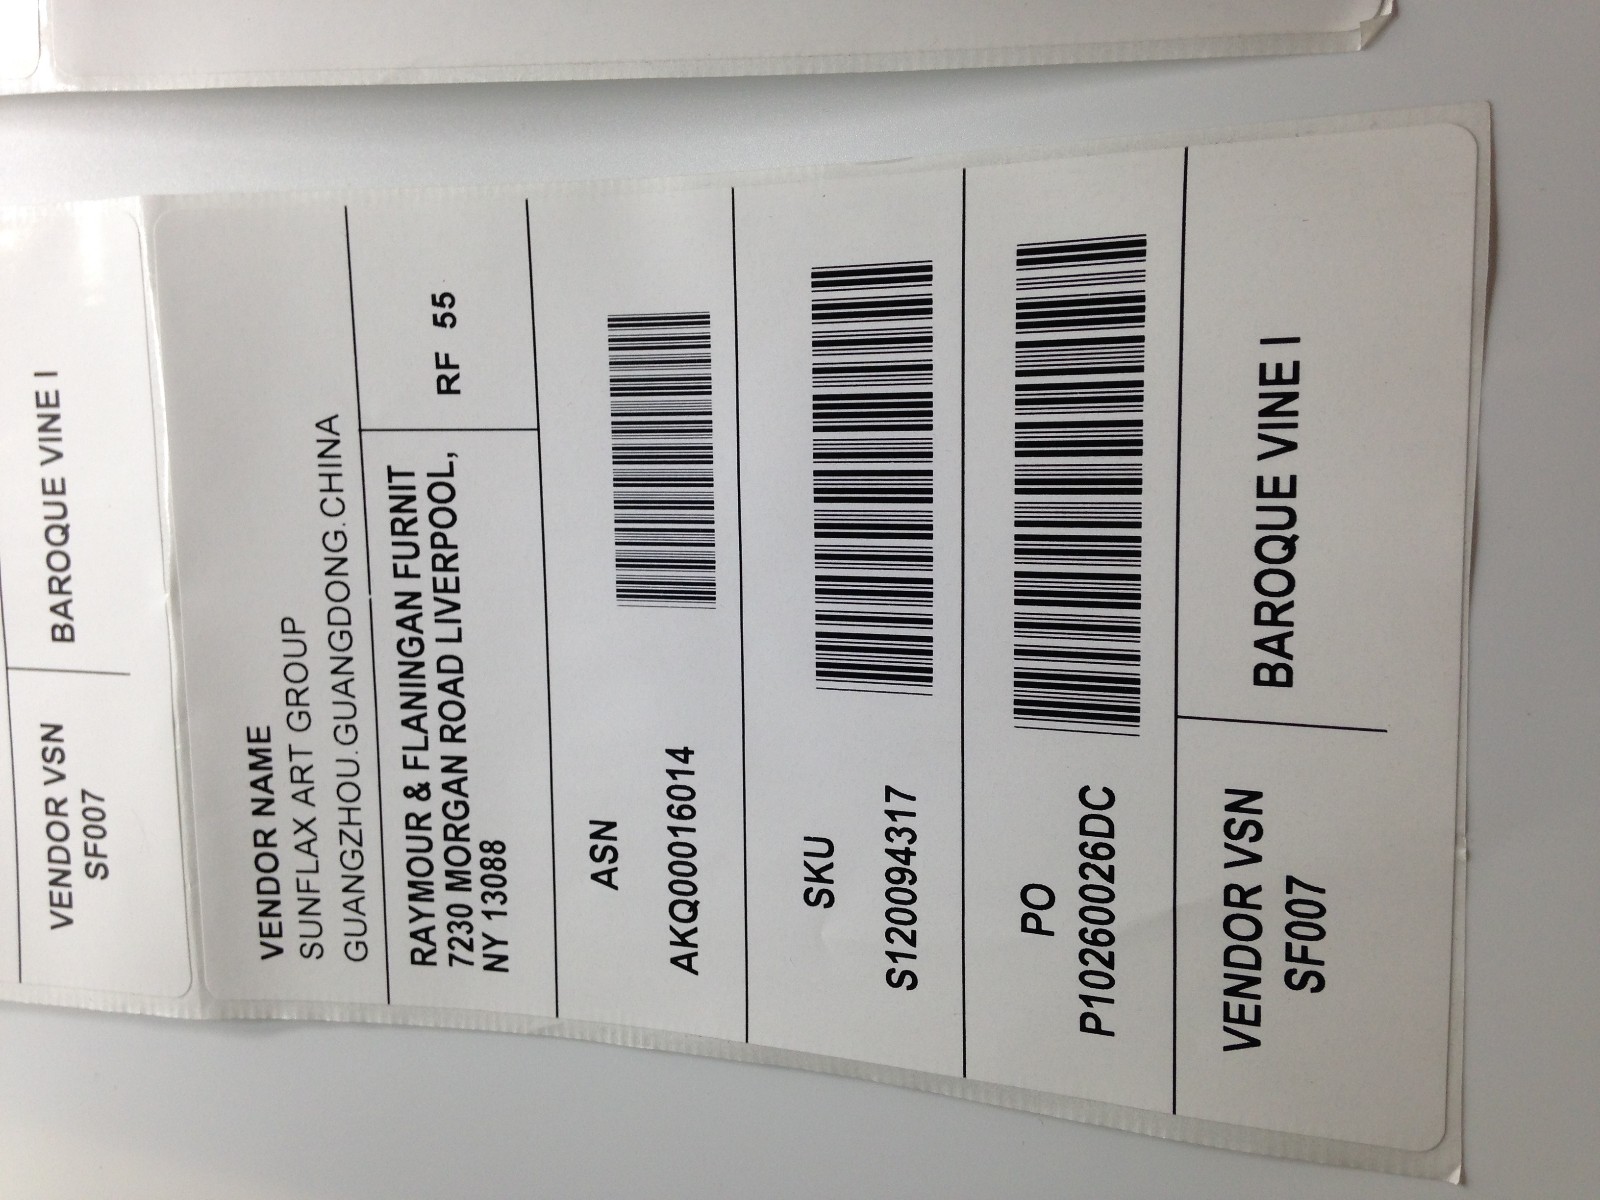 VENDOR VSN
SF007
BAROQUE VINE I
VENDOR NAME
SUNFLAX ART GROUP
GUANGZHOU.GUANGDONG.CHINA
RAYMOUR & FLANINGAN FURNIT
7230 MORGAN ROAD LIVERPOOL,
NY 13088
RF 55
ASN
AKQ00016014
SKU
S120094317
PO
P102600026DC
VENDOR VSN
SF007
BAROQUE VINE I